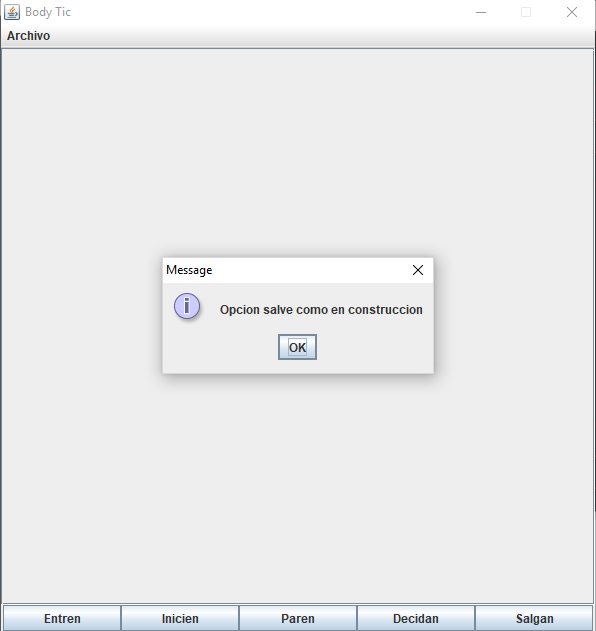 Body Tic
Archivo
Message
Opcion salve como en construccion
OK
Entren Inicien Paren Decidan Salgan